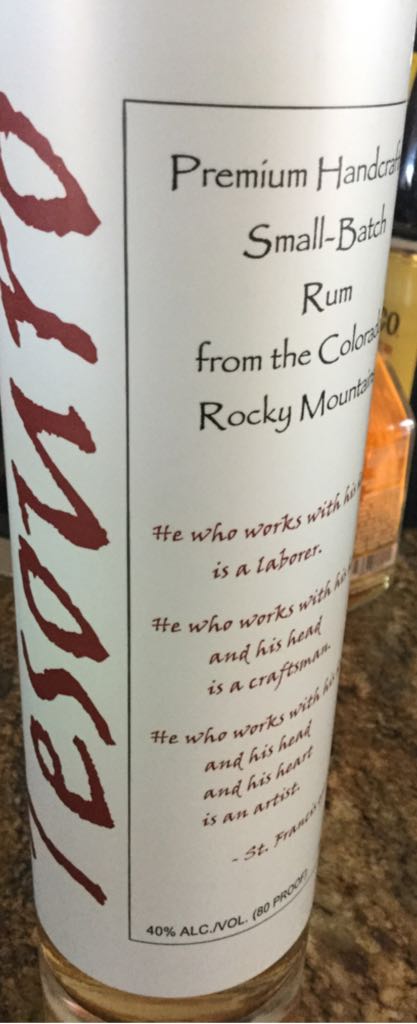 Tesouro
Premium
Small-Batch
Rum
from the
Rocky
He who works with
is a laborer.
He who works with
and his head
is a craftsman.
He who works with
and his head
and his heart
is an artist.
- St.
40% ALC./VOL. (80 PROOF)